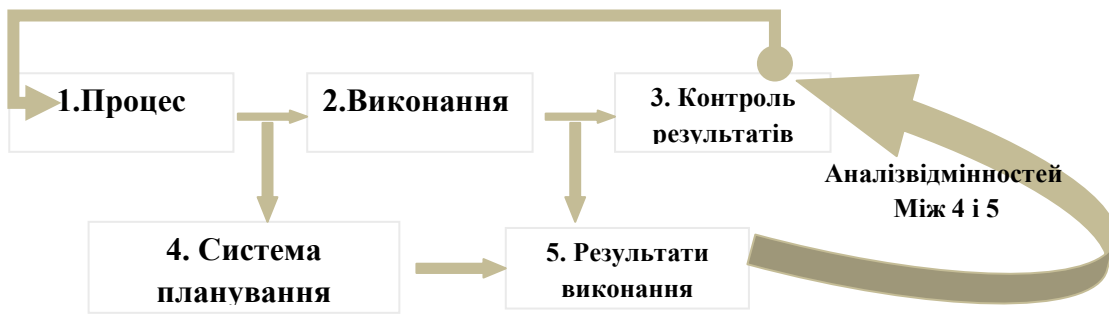 1.Процес
2.Виконання
3. Контроль
результатів
Аналізвідмінностей
Між 4 і 5
4. Система
планування
5. Результати
виконання